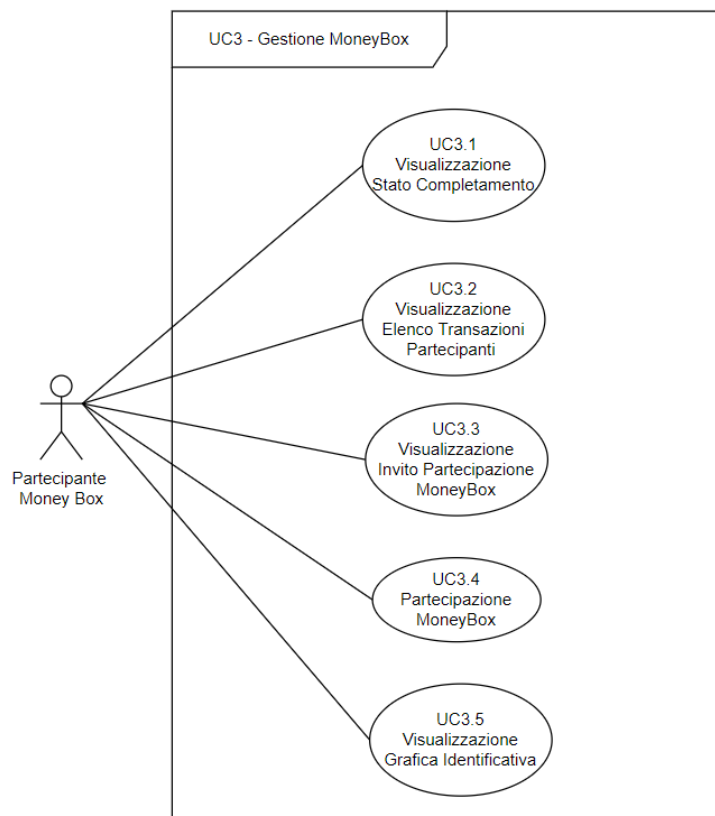 UC3 - Gestione MoneyBox
UC3.1
Visualizzazione
Stato Completamento
UC3.2
Visualizzazione
Elenco Transazioni
Partecipanti
UC3.3
Visualizzazione
Invito Partecipazione
MoneyBox
Partecipante
Money Box
UC3.4
Partecipazione
MoneyBox
UC3.5
Visualizzazione
Grafica Identificativa